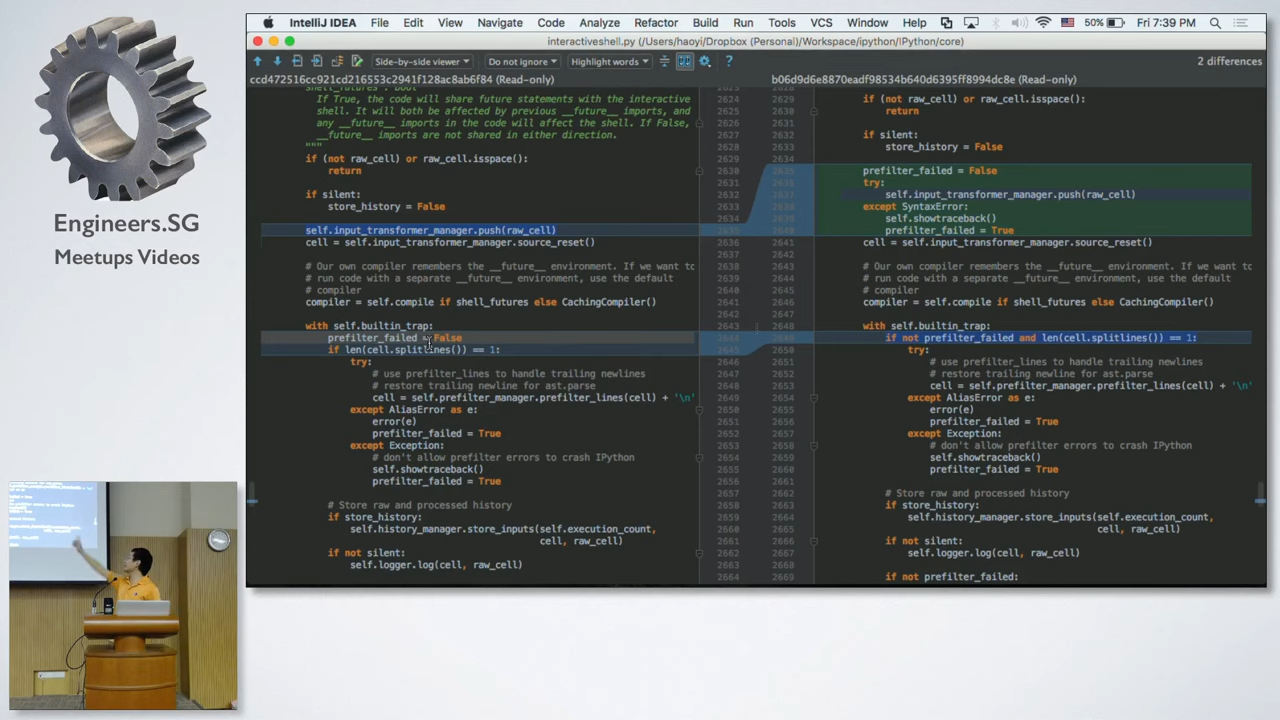 Engineers.SG
Meetups Videos
IntelliJ IDEA File Edit View Navigate Code Analyze Refactor Build Run Tools VCS Window Help 50% Fri 7:39 PM
interactiveshell.py (/Users/haoyi/Dropbox (Personal)/Workspace/ipython/IPython/core)
Side-by-side viewer Do not ignore Highlight words ? 2 differences
ccd472516cc921cd216553c2941f128ac8ab6f84 (Read-only)
b06d9d6e8870eadf98534b640d6395ff8994dc8e (Read-only)
shell_futures : bool
If True, the code will share future statements with the interactive
shell. It will both be affected by previous __future__ imports, and
any __future__ imports in the code will affect the shell. If False,
__future__ imports are not shared in either direction.
"""
if (not raw_cell) or raw_cell.isspace():
return
if silent:
store_history = False
self.input_transformer_manager.push(raw_cell)
cell = self.input_transformer_manager.source_reset()
# Our own compiler remembers the __future__ environment. If we want to
# run code with a separate __future__ environment, use the default
# compiler
compiler = self.compile if shell_futures else CachingCompiler()
with self.builtin_trap:
prefilter_failed = False
if len(cell.splitlines()) == 1:
try:
# use prefilter_lines to handle trailing newlines
# restore trailing newline for ast.parse
cell = self.prefilter_manager.prefilter_lines(cell) + '\n'
except AliasError as e:
error(e)
prefilter_failed = True
except Exception:
# don't allow prefilter errors to crash IPython
self.showtraceback()
prefilter_failed = True
# Store raw and processed history
if store_history:
self.history_manager.store_inputs(self.execution_count,
cell, raw_cell)
if not silent:
self.logger.log(cell, raw_cell)
if (not raw_cell) or raw_cell.isspace():
return
if silent:
store_history = False
prefilter_failed = False
try:
self.input_transformer_manager.push(raw_cell)
except SyntaxError:
self.showtraceback()
prefilter_failed = True
cell = self.input_transformer_manager.source_reset()
# Our own compiler remembers the __future__ environment. If we want to
# run code with a separate __future__ environment, use the default
# compiler
compiler = self.compile if shell_futures else CachingCompiler()
with self.builtin_trap:
if not prefilter_failed and len(cell.splitlines()) == 1:
try:
# use prefilter_lines to handle trailing newlines
# restore trailing newline for ast.parse
cell = self.prefilter_manager.prefilter_lines(cell) + '\n'
except AliasError as e:
error(e)
prefilter_failed = True
except Exception:
# don't allow prefilter errors to crash IPython
self.showtraceback()
prefilter_failed = True
# Store raw and processed history
if store_history:
self.history_manager.store_inputs(self.execution_count,
cell, raw_cell)
if not silent:
self.logger.log(cell, raw_cell)
if not prefilter_failed: